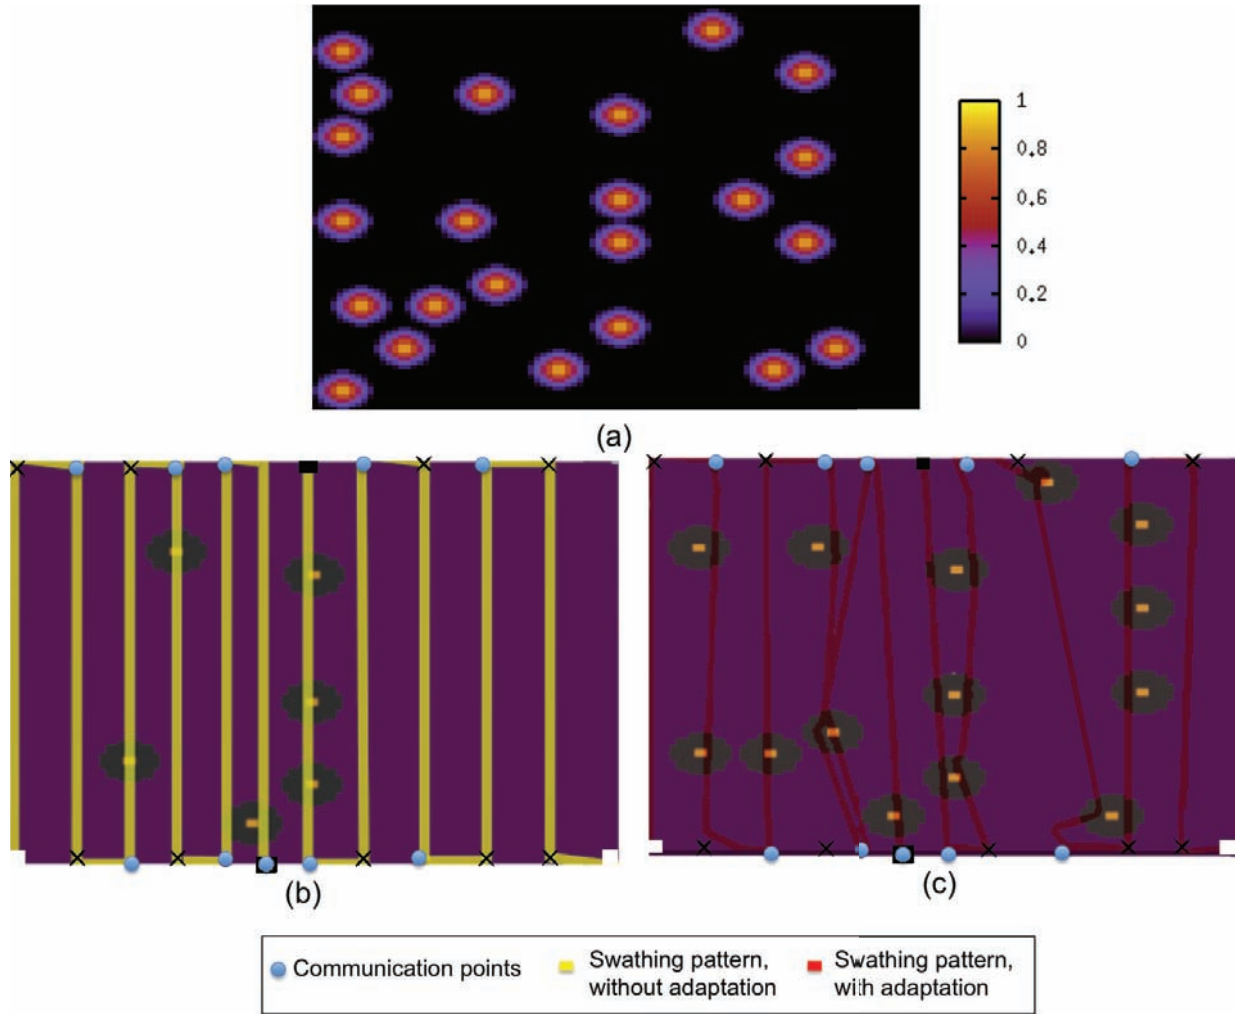 1
0.8
0.6
0.4
0.2
0
(a)
(b)
(c)
Communication points
Swathing pattern,
without adaptation
Swathing pattern,
with adaptation